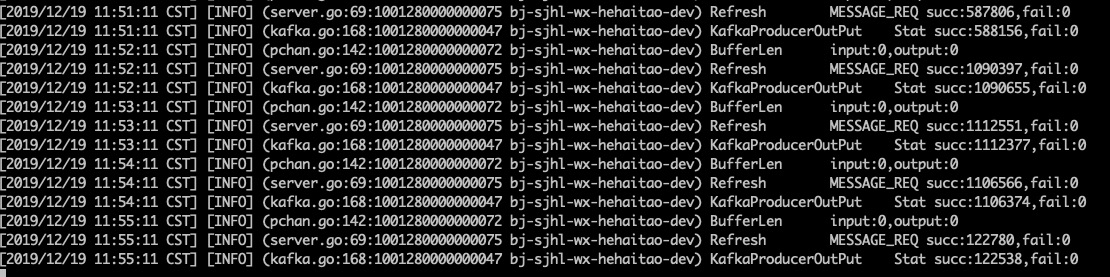 [2019/12/19 11:51:11 CST] [INFO] (server.go:69:1001280000000075 bj-sjhl-wx-hehaitao-dev) Refresh MESSAGE_REQ succ:587806,fail:0
[2019/12/19 11:51:11 CST] [INFO] (kafka.go:168:1001280000000047 bj-sjhl-wx-hehaitao-dev) KafkaProducerOutPut Stat succ:588156,fail:0
[2019/12/19 11:52:11 CST] [INFO] (pchan.go:142:1001280000000072 bj-sjhl-wx-hehaitao-dev) BufferLen input:0,output:0
[2019/12/19 11:52:11 CST] [INFO] (server.go:69:1001280000000075 bj-sjhl-wx-hehaitao-dev) Refresh MESSAGE_REQ succ:1090397,fail:0
[2019/12/19 11:52:11 CST] [INFO] (kafka.go:168:1001280000000047 bj-sjhl-wx-hehaitao-dev) KafkaProducerOutPut Stat succ:1090655,fail:0
[2019/12/19 11:53:11 CST] [INFO] (pchan.go:142:1001280000000072 bj-sjhl-wx-hehaitao-dev) BufferLen input:0,output:0
[2019/12/19 11:53:11 CST] [INFO] (server.go:69:1001280000000075 bj-sjhl-wx-hehaitao-dev) Refresh MESSAGE_REQ succ:1112551,fail:0
[2019/12/19 11:53:11 CST] [INFO] (kafka.go:168:1001280000000047 bj-sjhl-wx-hehaitao-dev) KafkaProducerOutPut Stat succ:1112377,fail:0
[2019/12/19 11:54:11 CST] [INFO] (pchan.go:142:1001280000000072 bj-sjhl-wx-hehaitao-dev) BufferLen input:0,output:0
[2019/12/19 11:54:11 CST] [INFO] (server.go:69:1001280000000075 bj-sjhl-wx-hehaitao-dev) Refresh MESSAGE_REQ succ:1106566,fail:0
[2019/12/19 11:54:11 CST] [INFO] (kafka.go:168:1001280000000047 bj-sjhl-wx-hehaitao-dev) KafkaProducerOutPut Stat succ:1106374,fail:0
[2019/12/19 11:55:11 CST] [INFO] (pchan.go:142:1001280000000072 bj-sjhl-wx-hehaitao-dev) BufferLen input:0,output:0
[2019/12/19 11:55:11 CST] [INFO] (server.go:69:1001280000000075 bj-sjhl-wx-hehaitao-dev) Refresh MESSAGE_REQ succ:122780,fail:0
[2019/12/19 11:55:11 CST] [INFO] (kafka.go:168:1001280000000047 bj-sjhl-wx-hehaitao-dev) KafkaProducerOutPut Stat succ:122538,fail:0